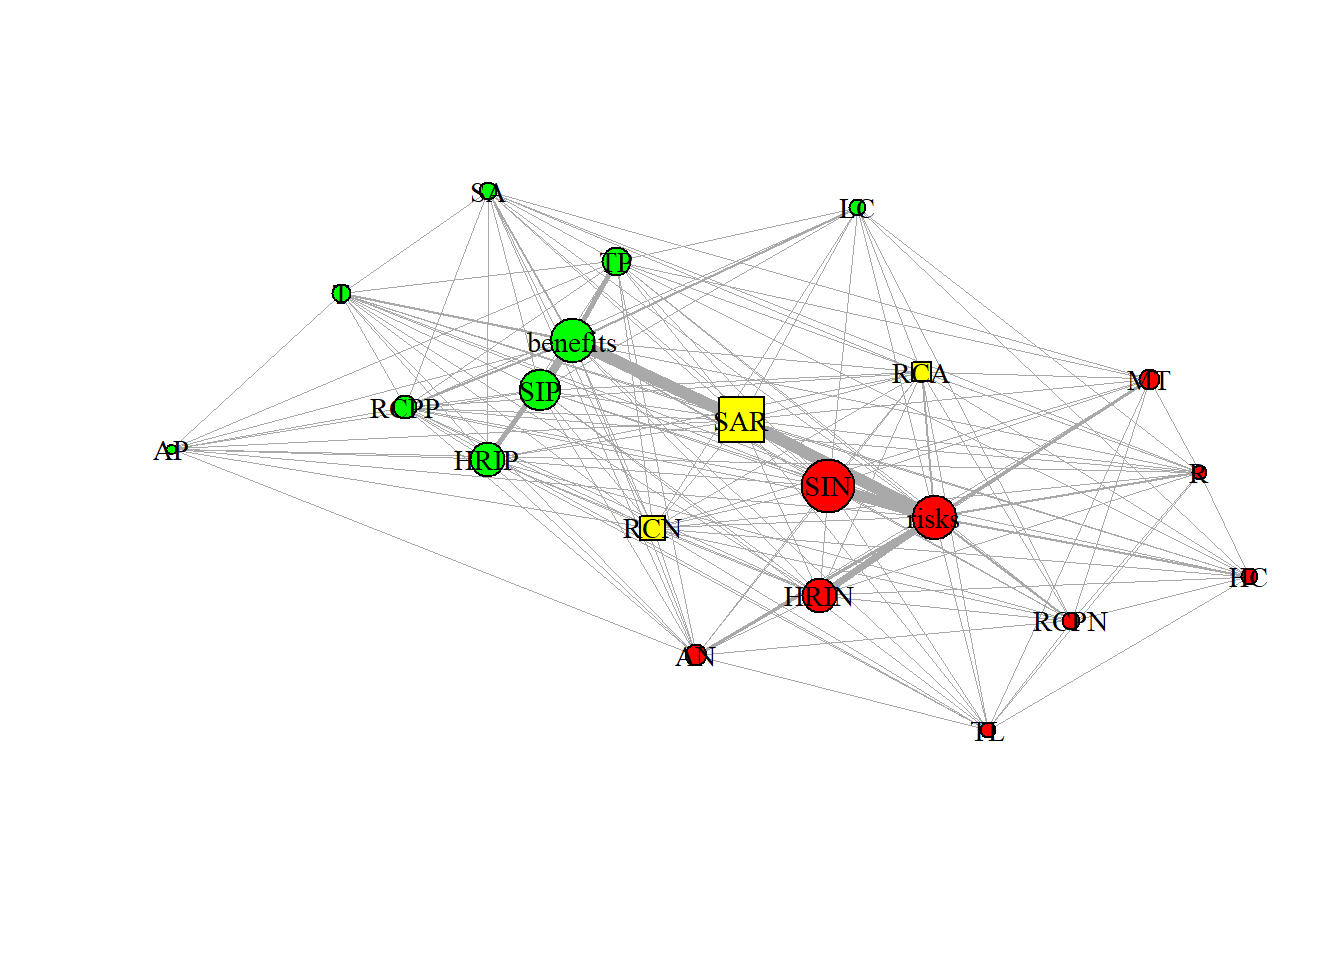 SA
LC
TP
T
benefits
RCA
MT
SIP
RCPP
SAR
AP
HRIP
R
SIN
risks
RCN
HC
HRIN
RCPN
AN
TL